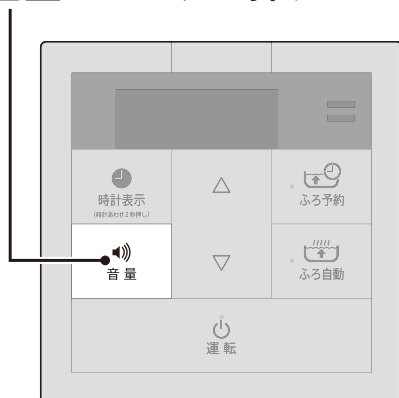 時計表示
(時計あわせ2秒押し)
ふろ予約
音量
ふろ自動
運転